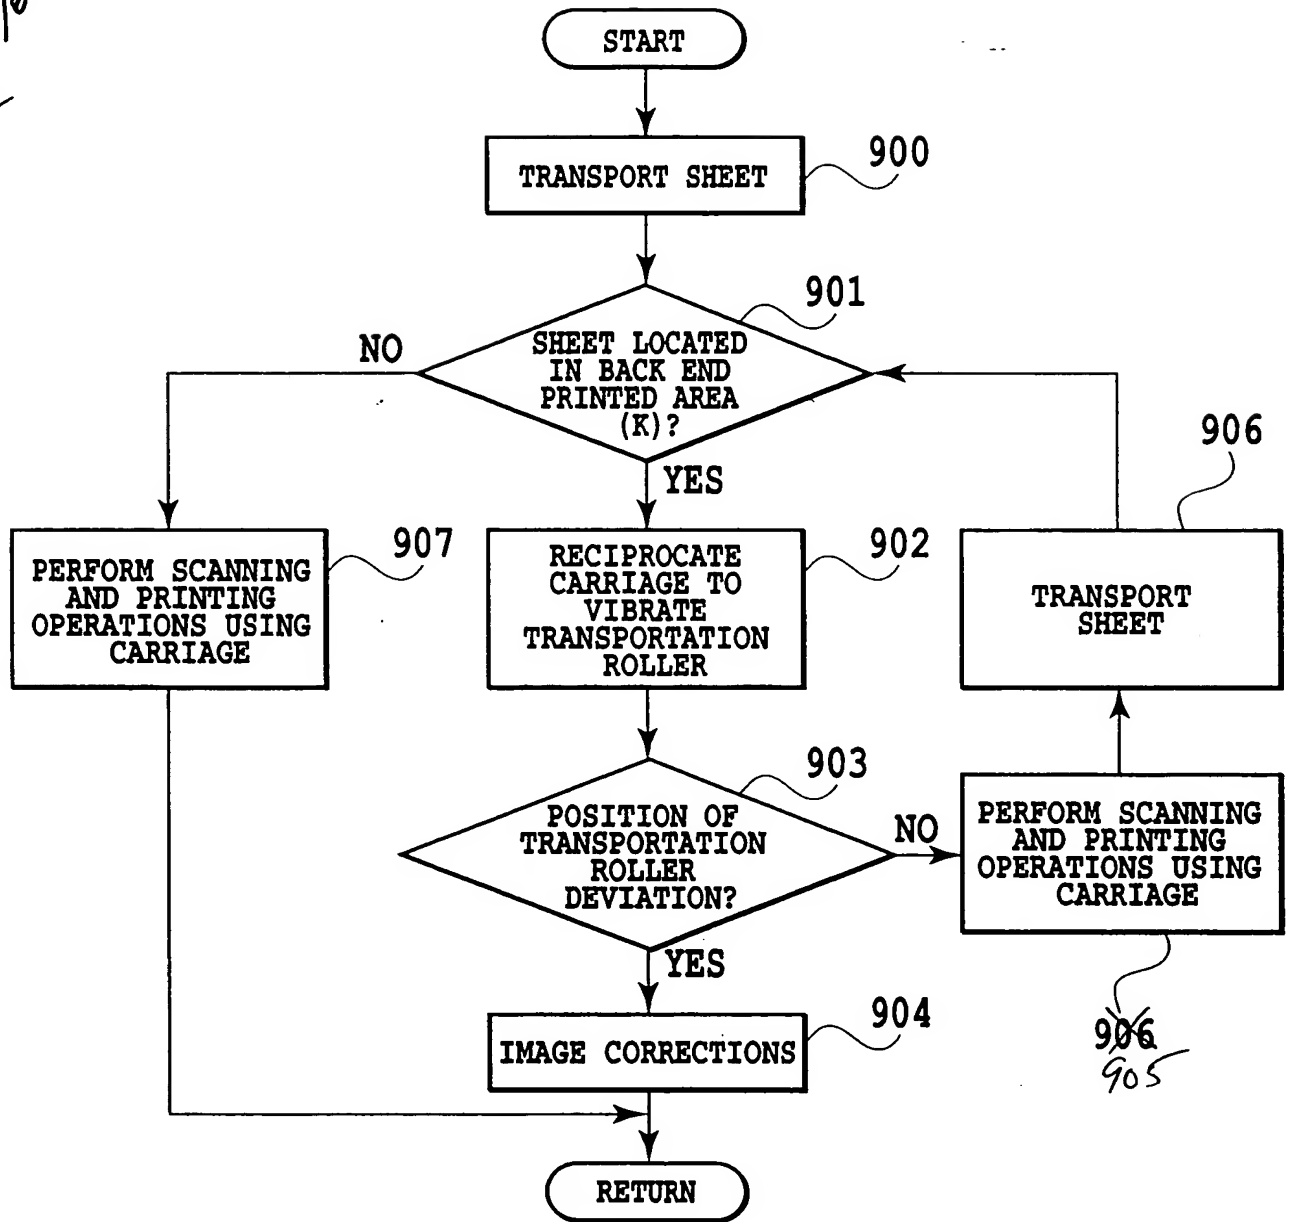 START
TRANSPORT SHEET
900
901
SHEET LOCATED
IN BACK END
PRINTED AREA
(K)?
NO
YES
906
907
PERFORM SCANNING
AND PRINTING
OPERATIONS USING
CARRIAGE
902
RECIPROCATE
CARRIAGE TO
VIBRATE
TRANSPORTATION
ROLLER
TRANSPORT
SHEET
903
POSITION OF
TRANSPORTATION
ROLLER
DEVIATION?
NO
PERFORM SCANNING
AND PRINTING
OPERATIONS USING
CARRIAGE
YES
904
IMAGE CORRECTIONS
906
905
RETURN